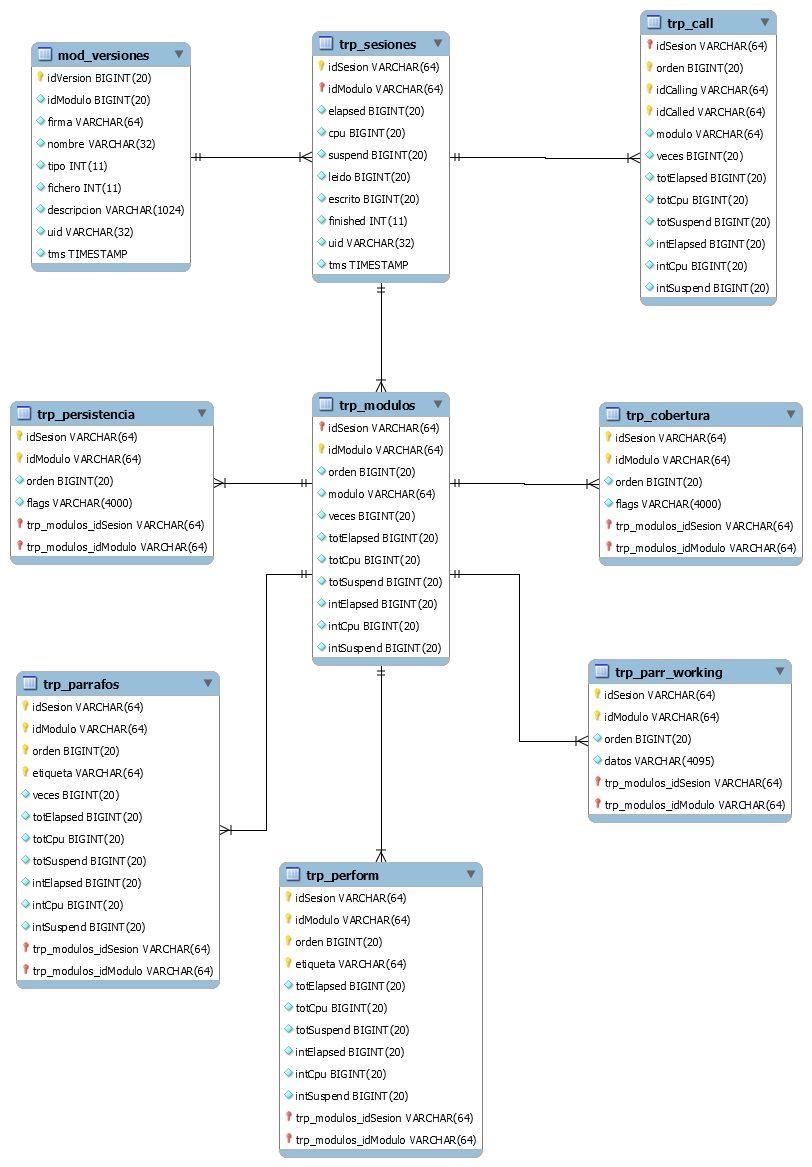 mod_versiones
idVersion BIGINT(20)
idModulo BIGINT(20)
firma VARCHAR(64)
nombre VARCHAR(32)
tipo INT(11)
fichero INT(11)
descripcion VARCHAR(1024)
uid VARCHAR(32)
tms TIMESTAMP
trp_sesiones
idSesion VARCHAR(64)
idModulo VARCHAR(64)
elapsed BIGINT(20)
cpu BIGINT(20)
suspend BIGINT(20)
leido BIGINT(20)
escrito BIGINT(20)
finished INT(11)
uid VARCHAR(32)
tms TIMESTAMP
trp_call
idSesion VARCHAR(64)
orden BIGINT(20)
idCalling VARCHAR(64)
idCalled VARCHAR(64)
modulo VARCHAR(64)
veces BIGINT(20)
totElapsed BIGINT(20)
totCpu BIGINT(20)
totSuspend BIGINT(20)
intElapsed BIGINT(20)
intCpu BIGINT(20)
intSuspend BIGINT(20)
trp_persistencia
idSesion VARCHAR(64)
idModulo VARCHAR(64)
orden BIGINT(20)
flags VARCHAR(4000)
trp_modulos_idSesion VARCHAR(64)
trp_modulos_idModulo VARCHAR(64)
trp_modulos
idSesion VARCHAR(64)
idModulo VARCHAR(64)
orden BIGINT(20)
modulo VARCHAR(64)
veces BIGINT(20)
totElapsed BIGINT(20)
totCpu BIGINT(20)
totSuspend BIGINT(20)
intElapsed BIGINT(20)
intCpu BIGINT(20)
intSuspend BIGINT(20)
trp_cobertura
idSesion VARCHAR(64)
idModulo VARCHAR(64)
orden BIGINT(20)
flags VARCHAR(4000)
trp_modulos_idSesion VARCHAR(64)
trp_modulos_idModulo VARCHAR(64)
trp_parrafos
idSesion VARCHAR(64)
idModulo VARCHAR(64)
orden BIGINT(20)
etiqueta VARCHAR(64)
veces BIGINT(20)
totElapsed BIGINT(20)
totCpu BIGINT(20)
totSuspend BIGINT(20)
intElapsed BIGINT(20)
intCpu BIGINT(20)
intSuspend BIGINT(20)
trp_modulos_idSesion VARCHAR(64)
trp_modulos_idModulo VARCHAR(64)
trp_parr_working
idSesion VARCHAR(64)
idModulo VARCHAR(64)
orden BIGINT(20)
datos VARCHAR(4095)
trp_modulos_idSesion VARCHAR(64)
trp_modulos_idModulo VARCHAR(64)
trp_perform
idSesion VARCHAR(64)
idModulo VARCHAR(64)
orden BIGINT(20)
etiqueta VARCHAR(64)
totElapsed BIGINT(20)
totCpu BIGINT(20)
totSuspend BIGINT(20)
intElapsed BIGINT(20)
intCpu BIGINT(20)
intSuspend BIGINT(20)
trp_modulos_idSesion VARCHAR(64)
trp_modulos_idModulo VARCHAR(64)